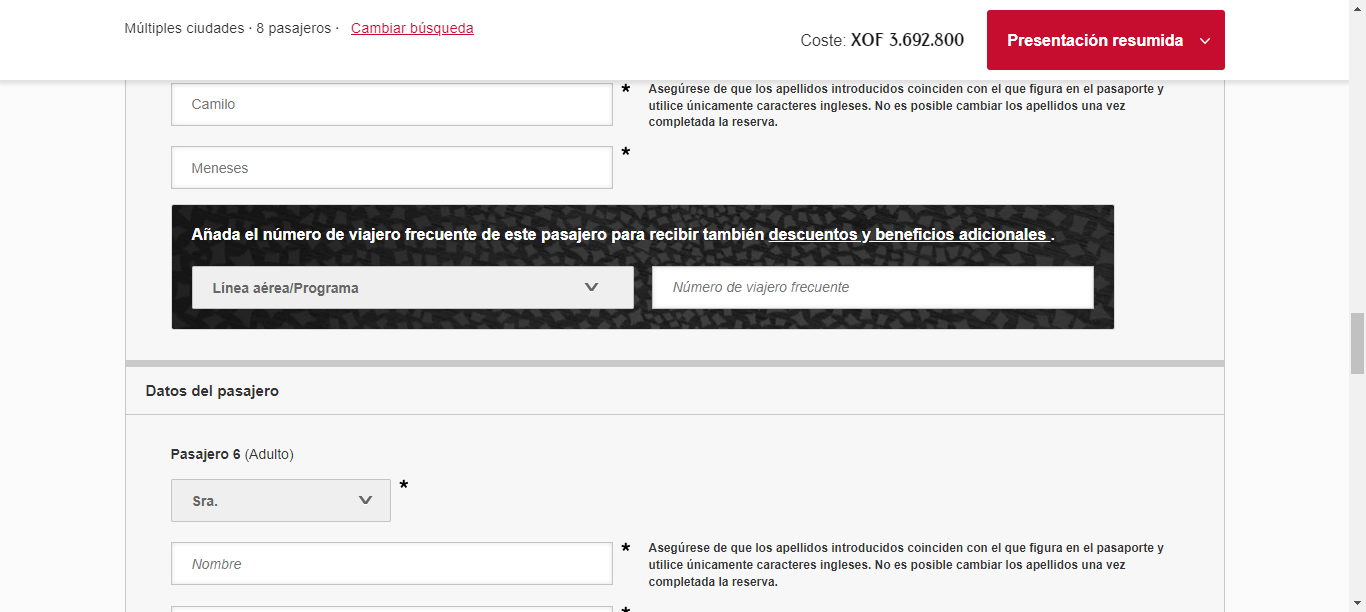 Múltiples ciudades · 8 pasajeros · Cambiar búsqueda
Coste: XOF 3.692.800
Presentación resumida
Camilo
*
Asegúrese de que los apellidos introducidos coinciden con el que figura en el pasaporte y
utilice únicamente caracteres ingleses. No es posible cambiar los apellidos una vez
completada la reserva.
Meneses
*
Añada el número de viajero frecuente de este pasajero para recibir también descuentos y beneficios adicionales .
Línea aérea/Programa
Número de viajero frecuente
Datos del pasajero
Pasajero 6 (Adulto)
Sra.
*
Nombre
*
Asegúrese de que los apellidos introducidos coinciden con el que figura en el pasaporte y
utilice únicamente caracteres ingleses. No es posible cambiar los apellidos una vez
completada la reserva.
*